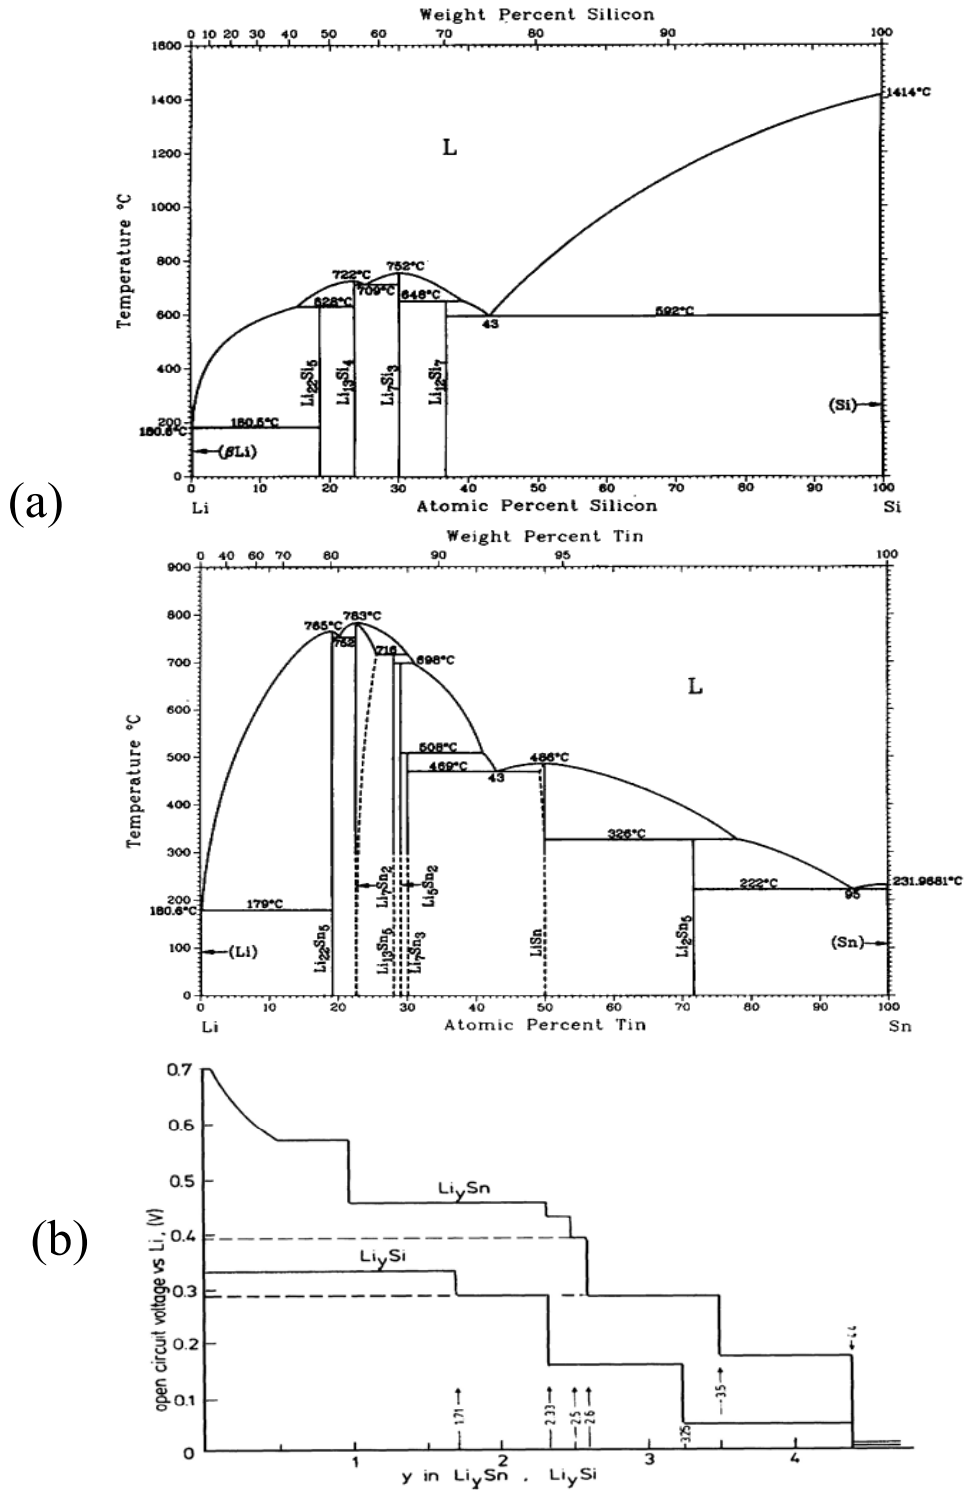 Weight Percent Silicon
0 10 20 30 40 50 60 70 80 90 100
1600
1400
1200
1000
800
600
400
200
0
Temperature °C
L
1414°C
752°C
722°C
709°C
648°C
628°C
592°C
43
Li22Si5
Li13Si4
Li7Si3
Li12Si7
(Si)
180.5°C
180.6°C
(βLi)
0 10 20 30 40 50 60 70 80 90 100
Li Atomic Percent Silicon Si
(a)
Weight Percent Tin
0 40 60 70 80 90 95 100
900
800
700
600
500
400
300
200
100
0
Temperature °C
783°C
765°C
752
716
698°C
L
508°C
486°C
469°C
43
326°C
222°C
231.9681°C
95
179°C
180.6°C
(Li)
Li22Sn5
Li7Sn2
Li13Sn5
Li5Sn2
Li7Sn3
LiSn
Li2Sn5
(Sn)
0 10 20 30 40 50 60 70 80 90 100
Li Atomic Percent Tin Sn
(b)
0.7
0.6
0.5
0.4
0.3
0.2
0.1
0
open circuit voltage vs Li, (V)
LiySn
LiySi
1.71
2.33
2.5
2.6
3.25
3.5
4.4
1 2 3 4
y in LiySn , LiySi